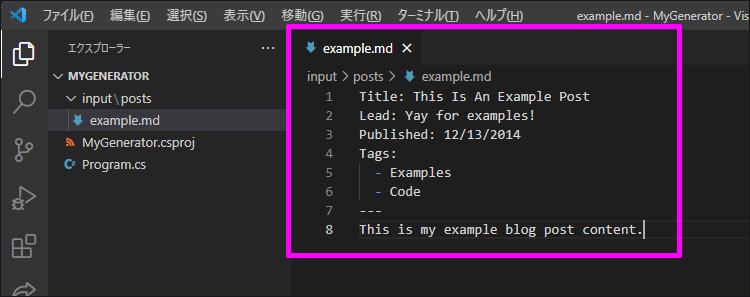 ファイル(F) 編集(E) 選択(S) 表示(V) 移動(G) 実行(R) ターミナル(T) ヘルプ(H) example.md - MyGenerator - Vis
エクスプローラー ...
example.md ×
MYGENERATOR
input\posts
example.md
MyGenerator.csproj
C# Program.cs
input > posts > example.md
1 Title: This Is An Example Post
2 Lead: Yay for examples!
3 Published: 12/13/2014
4 Tags:
5 - Examples
6 - Code
7 ---
8 This is my example blog post content.